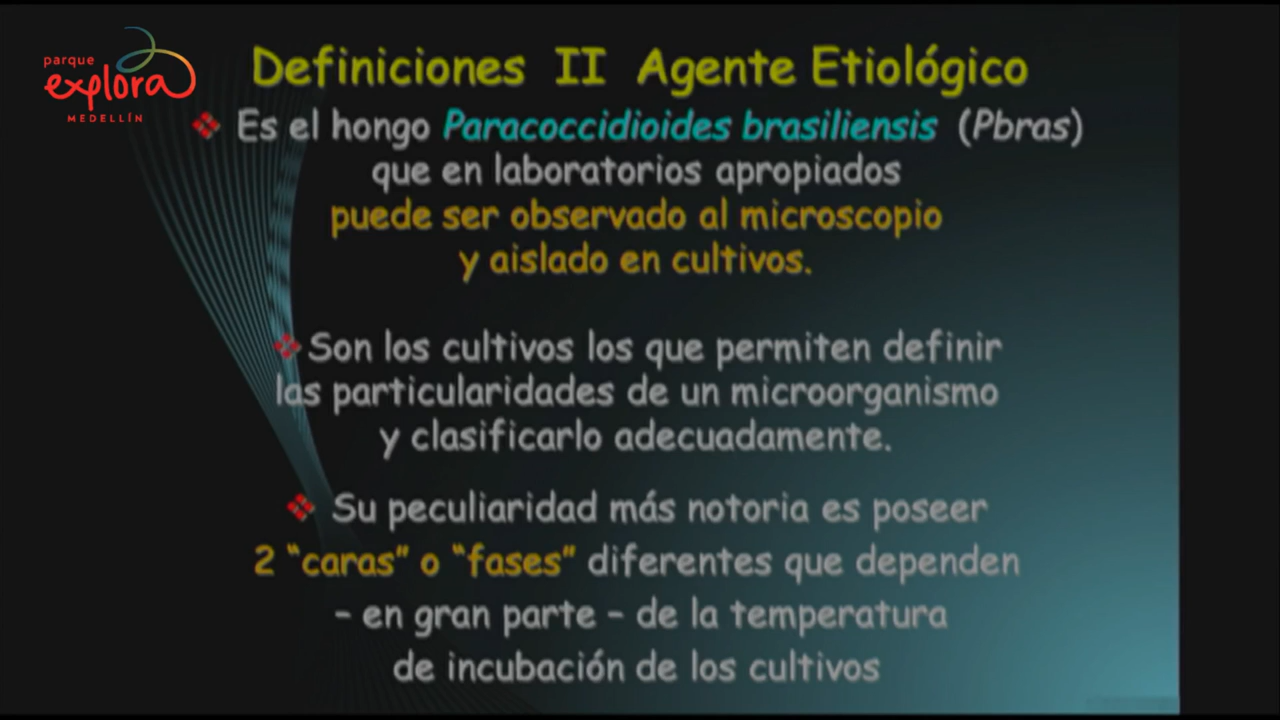 parque
explora
MEDELLÍN
Definiciones II Agente Etiológico
Es el hongo Paracoccidioides brasiliensis (Pbras)
que en laboratorios apropiados
puede ser observado al microscopio
y aislado en cultivos.
Son los cultivos los que permiten definir
las particularidades de un microorganismo
y clasificarlo adecuadamente.
Su peculiaridad más notoria es poseer
2 “caras” o “fases” diferentes que dependen
– en gran parte – de la temperatura
de incubación de los cultivos